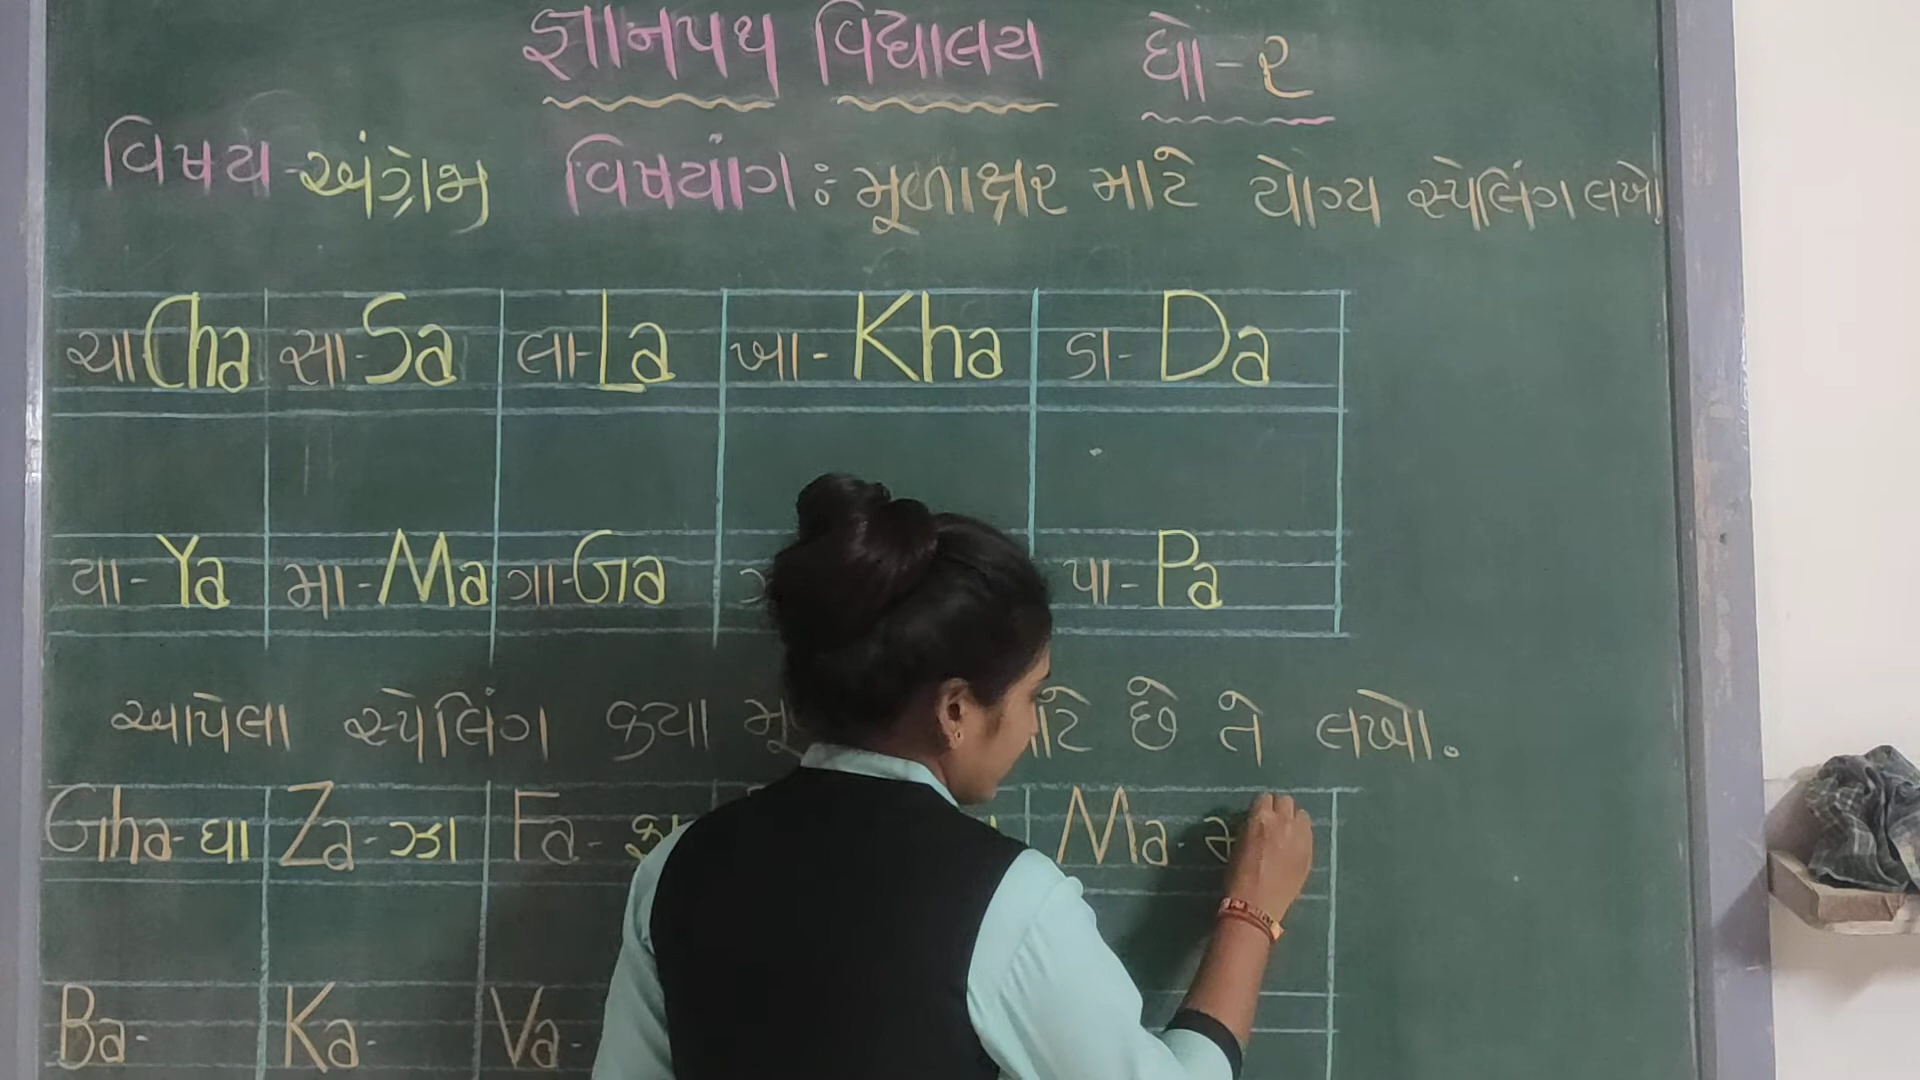 જ્ઞાનપથ વિદ્યાલય ધો-૨
વિષય-અંગ્રેજી વિષયાંગ: મૂળાક્ષર માટે યોગ્ય સ્પેલિંગ લખો
ચા-Cha સા-Sa લા-La ખા-Kha ડા-Da
યા-Ya મા-Ma ગા-Ga પા-Pa
આપેલા સ્પેલિંગ કયા છે તે લખો.
Gha-ઘા Za-ઝા Fa- Ma-
Ba- Ka- Va-